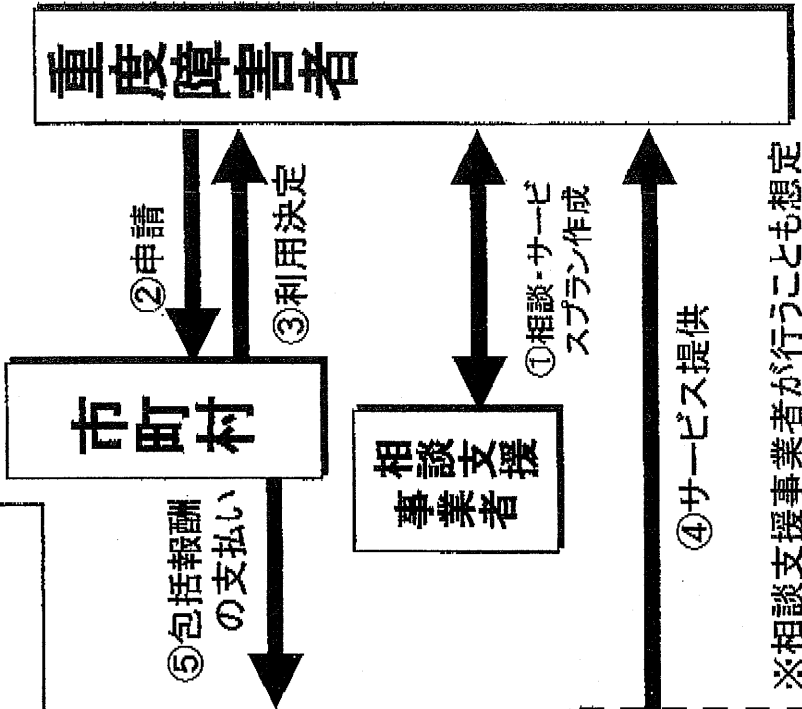 重度障害者
②申請
③利用決定
市町村
①相談・サービ
スプラン作成
相談支援
事業者
⑤包括報酬
の支払い
④サービス提供
※相談支援事業者が行うことも想定